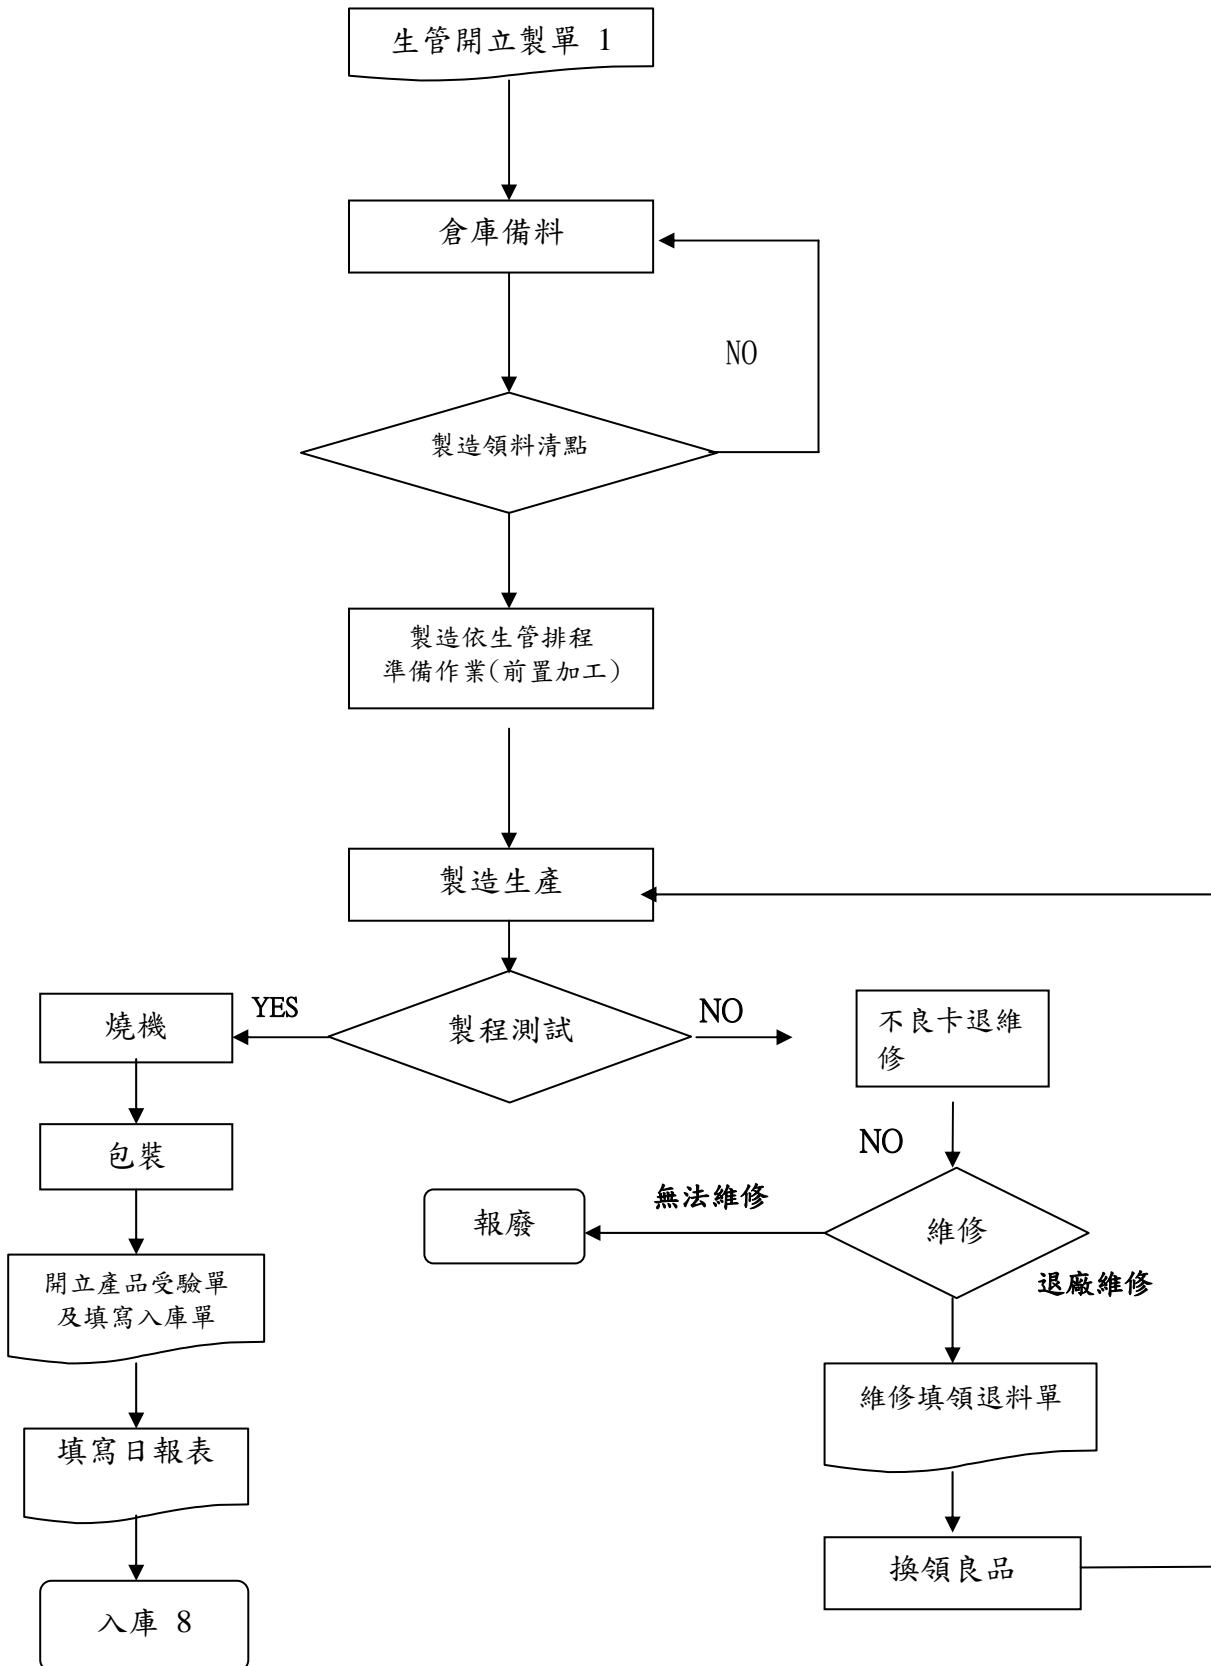 生管開立製單 1
倉庫備料
NO
製造領料清點
製造依生管排程
準備作業(前置加工)
製造生產
YES
燒機
製程測試
NO
不良卡退維
修
包裝
NO
無法維修
報廢
維修
退廠維修
開立產品受驗單
及填寫入庫單
維修填領退料單
填寫日報表
換領良品
入庫 8